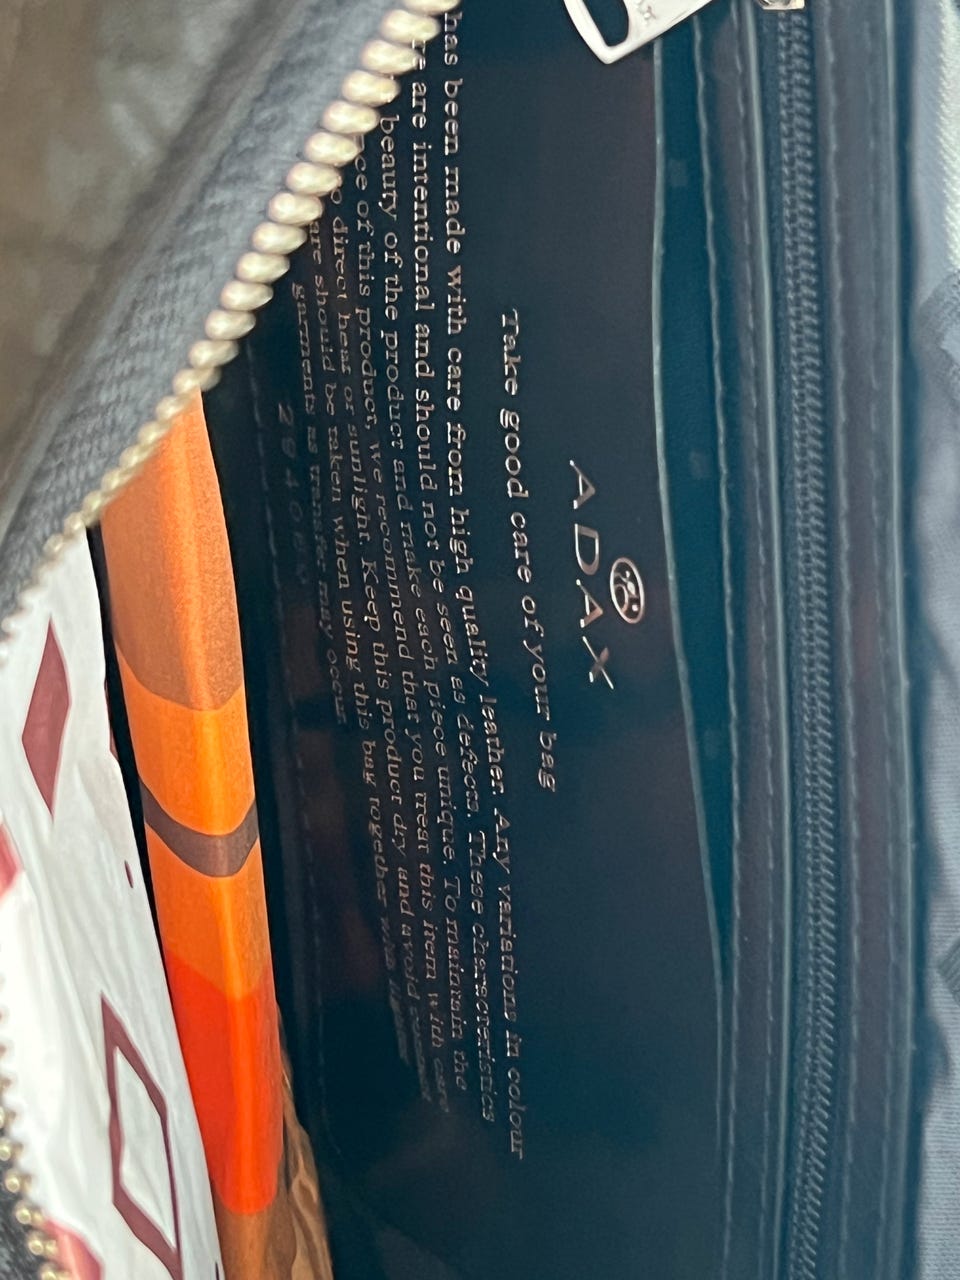 ADAX
Take good care of your bag
has been made with care from high quality leather. Any variations in colour
are intentional and should not be seen as defects. These characteristics
beauty of the product and make each piece unique. To maintain the
of this product, we recommend that you treat this item with care
direct heat or sunlight. Keep this product dry and avoid
should be taken when using this bag together with
garments as transfer may occur